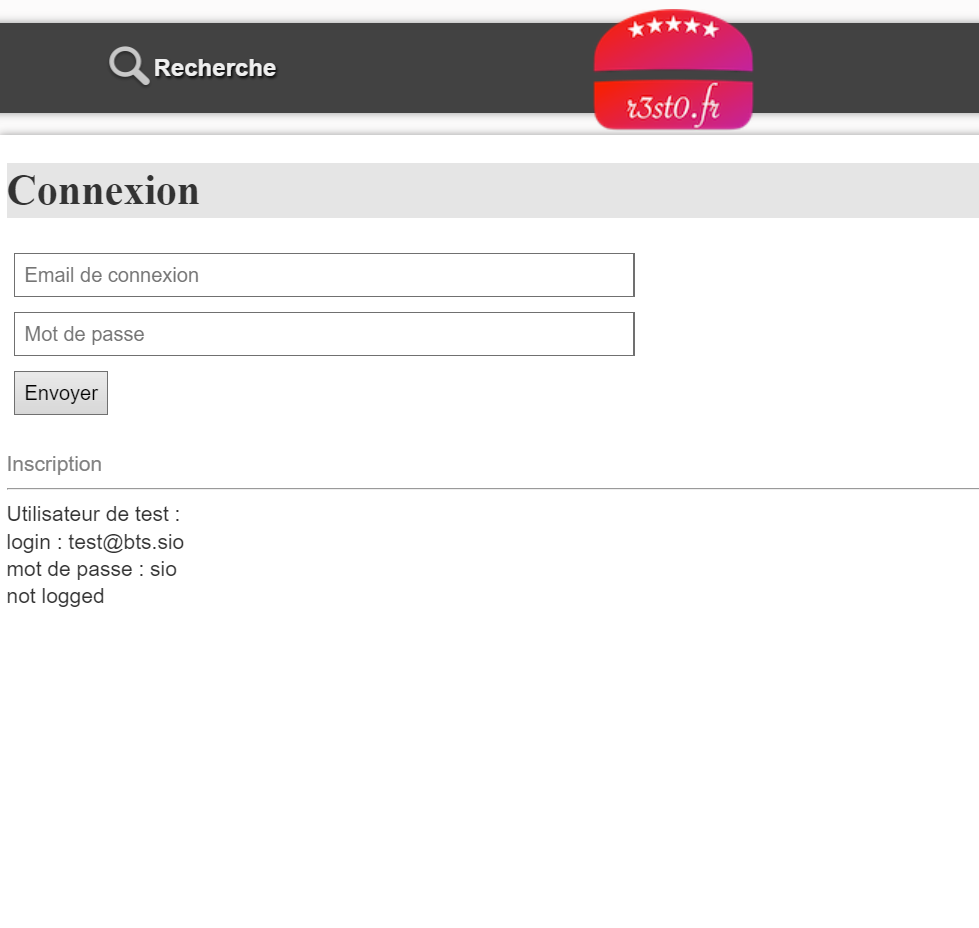 Recherche
r3st0.fr
Connexion
Email de connexion
Mot de passe
Envoyer
Inscription
Utilisateur de test :
login : test@bts.sio
mot de passe : sio
not logged